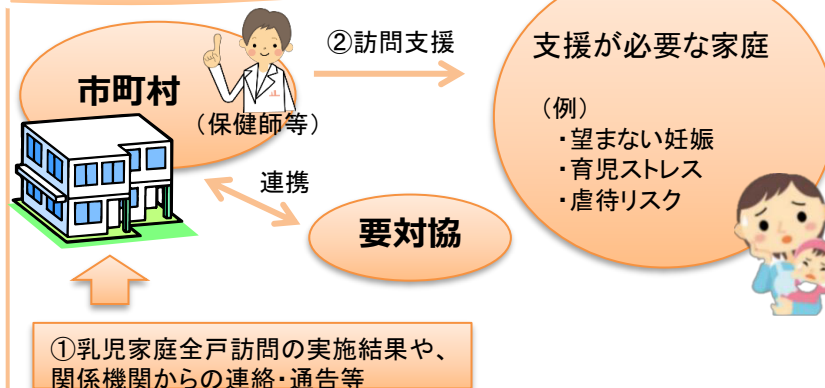 市町村
(保健師等)
②訪問支援
支援が必要な家庭
(例)
・望まない妊娠
・育児ストレス
・虐待リスク
連携
要対協
①乳児家庭全戸訪問の実施結果や、
関係機関からの連絡・通告等